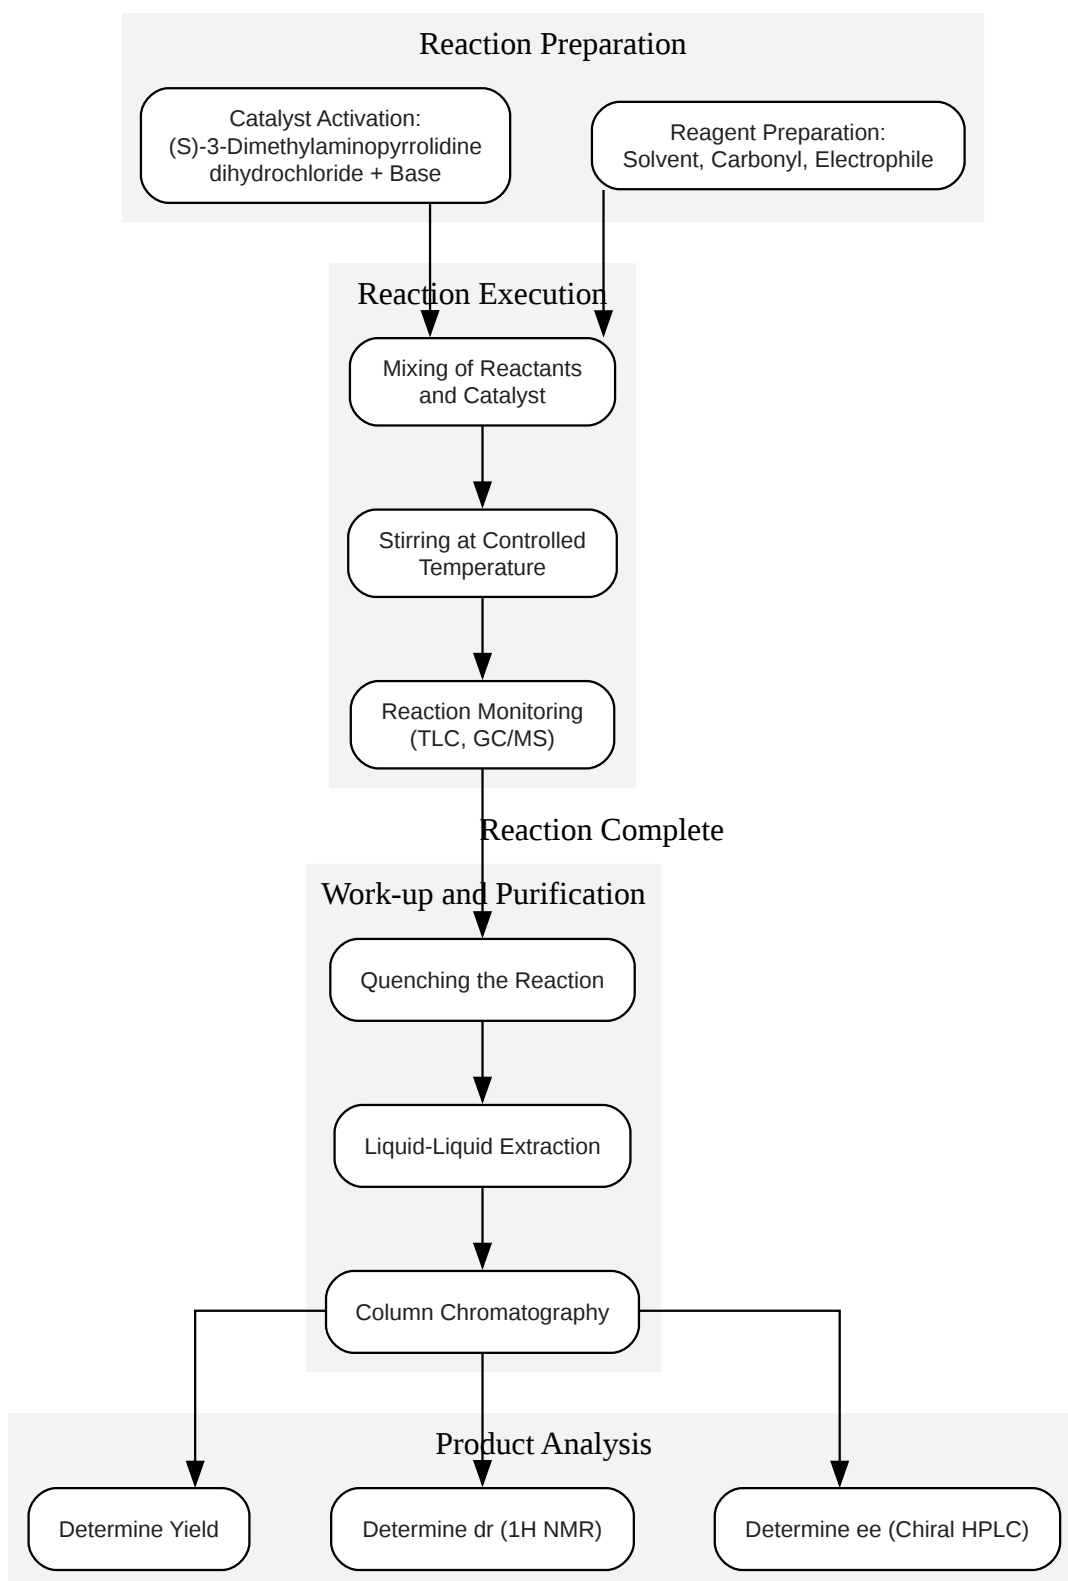 Reaction Preparation
Catalyst Activation:
(S)-3-Dimethylaminopyrrolidine
dihydrochloride + Base
Reagent Preparation:
Solvent, Carbonyl, Electrophile
Reaction Execution
Mixing of Reactants
and Catalyst
Stirring at Controlled
Temperature
Reaction Monitoring
(TLC, GC/MS)
Reaction Complete
Work-up and Purification
Quenching the Reaction
Liquid-Liquid Extraction
Column Chromatography
Product Analysis
Determine Yield
Determine dr (1H NMR)
Determine ee (Chiral HPLC)